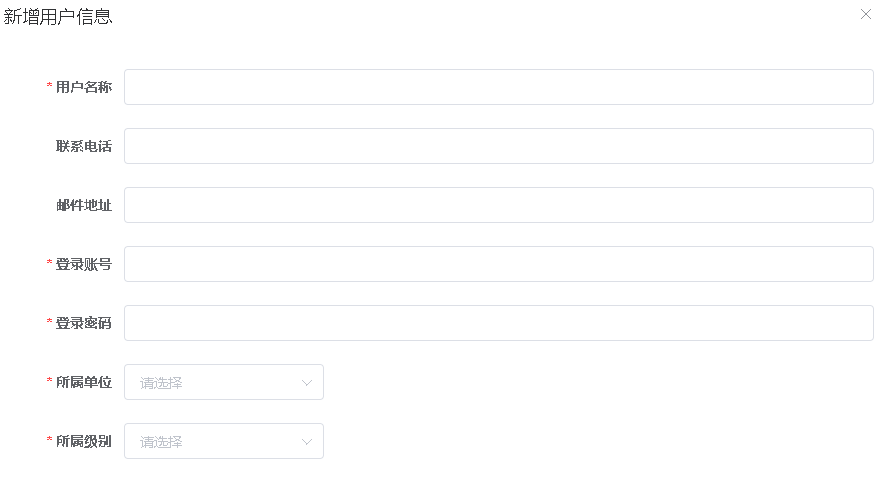 新增用户信息
* 用户名称
联系电话
邮件地址
* 登录账号
* 登录密码
* 所属单位 请选择
* 所属级别 请选择